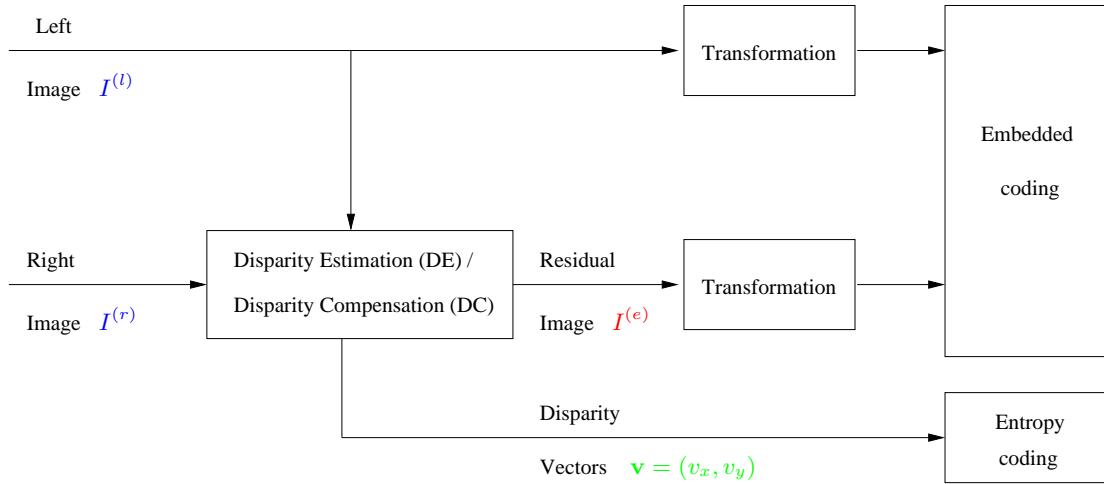 Left
Image I^{(l)}
Transformation
Embedded
coding
Right
Image I^{(r)}
Disparity Estimation (DE) /
Disparity Compensation (DC)
Residual
Image I^{(e)}
Transformation
Disparity
Vectors v = (v_x, v_y)
Entropy
coding